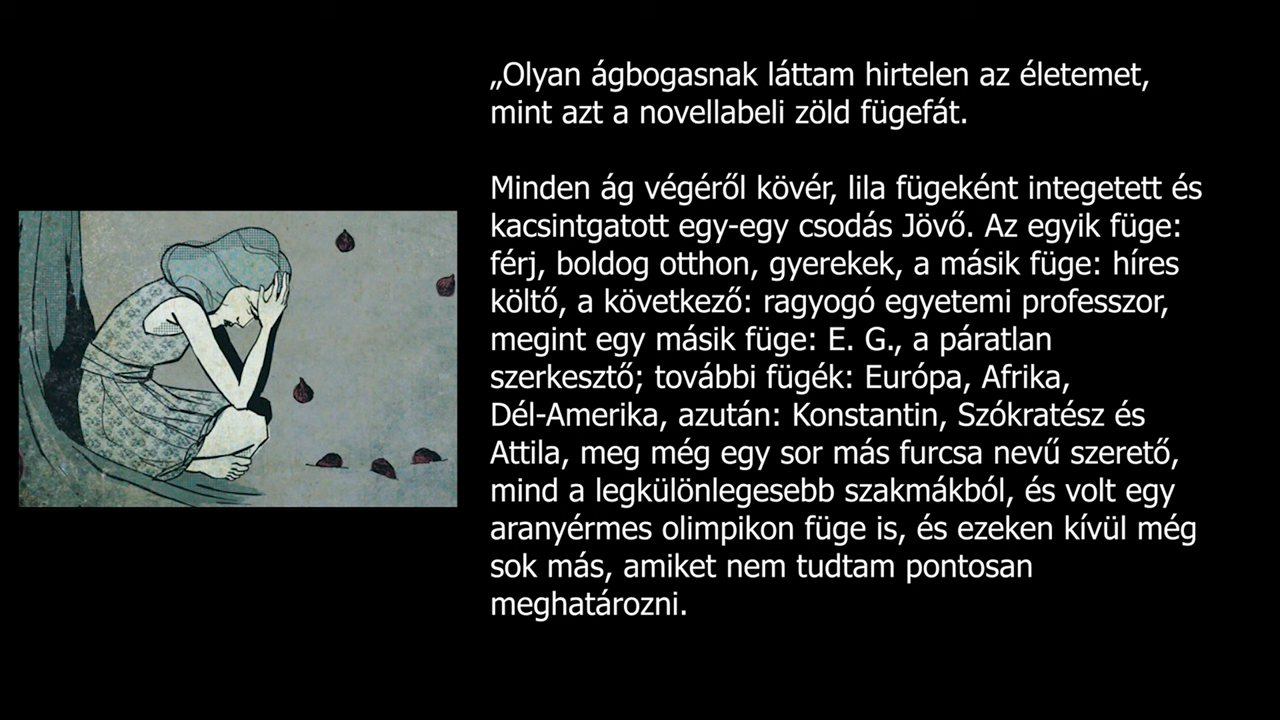 „Olyan ágbogasnak láttam hirtelen az életemet,
mint azt a novellabeli zöld fügefát.
Minden ág végéről kövér, lila fügeként integetett és
kacsintgatott egy-egy csodás Jövő. Az egyik füge:
férj, boldog otthon, gyerekek, a másik füge: híres
költő, a következő: ragyogó egyetemi professzor,
megint egy másik füge: E. G., a páratlan
szerkesztő; további fügék: Európa, Afrika,
Dél-Amerika, azután: Konstantin, Szókratész és
Attila, meg még egy sor más furcsa nevű szerető,
mind a legkülönlegesebb szakmákból, és volt egy
aranyérmes olimpikon füge is, és ezeken kívül még
sok más, amiket nem tudtam pontosan
meghatározni.